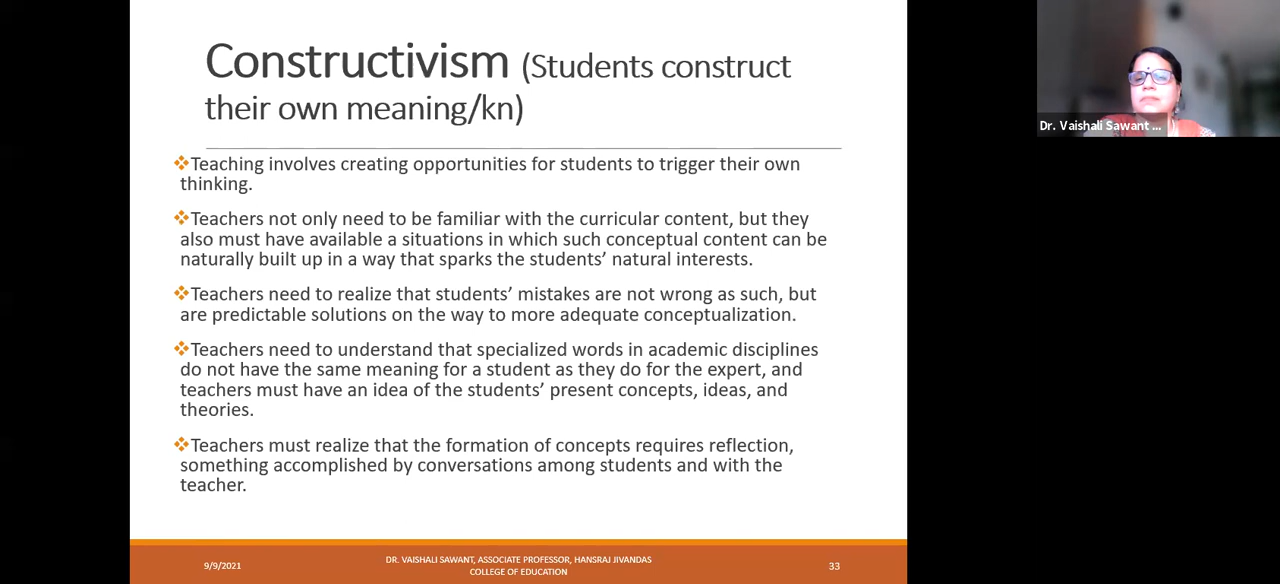 Constructivism (Students construct
their own meaning/kn)
❖Teaching involves creating opportunities for students to trigger their own
thinking.
❖Teachers not only need to be familiar with the curricular content, but they
also must have available a situations in which such conceptual content can be
naturally built up in a way that sparks the students’ natural interests.
❖Teachers need to realize that students’ mistakes are not wrong as such, but
are predictable solutions on the way to more adequate conceptualization.
❖Teachers need to understand that specialized words in academic disciplines
do not have the same meaning for a student as they do for the expert, and
teachers must have an idea of the students’ present concepts, ideas, and
theories.
❖Teachers must realize that the formation of concepts requires reflection,
something accomplished by conversations among students and with the
teacher.
9/9/2021
DR. VAISHALI SAWANT, ASSOCIATE PROFESSOR, HANSRAJ JIVANDAS
COLLEGE OF EDUCATION
33
Dr. Vaishali Sawant ...